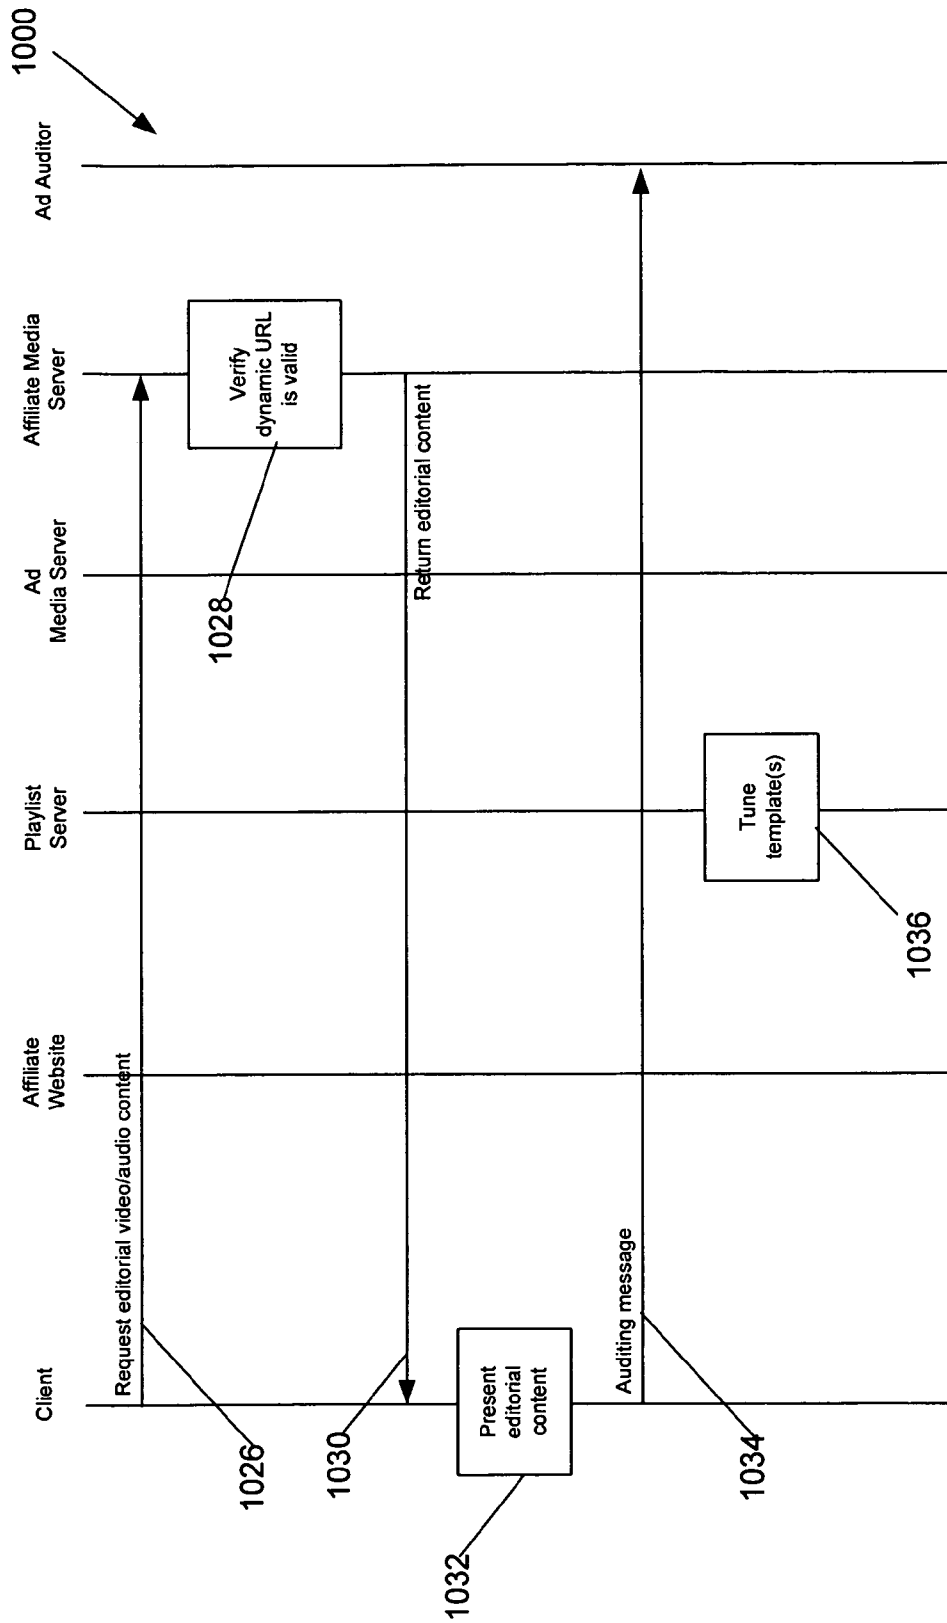 1000
Client
Affiliate
Website
Playlist
Server
Ad
Media Server
Affiliate Media
Server
Ad Auditor
Request editorial video/audio content
1026
Verify
dynamic URL
is valid
1028
Return editorial content
1030
Present
editorial
content
1032
Auditing message
1034
Tune
template(s)
1036